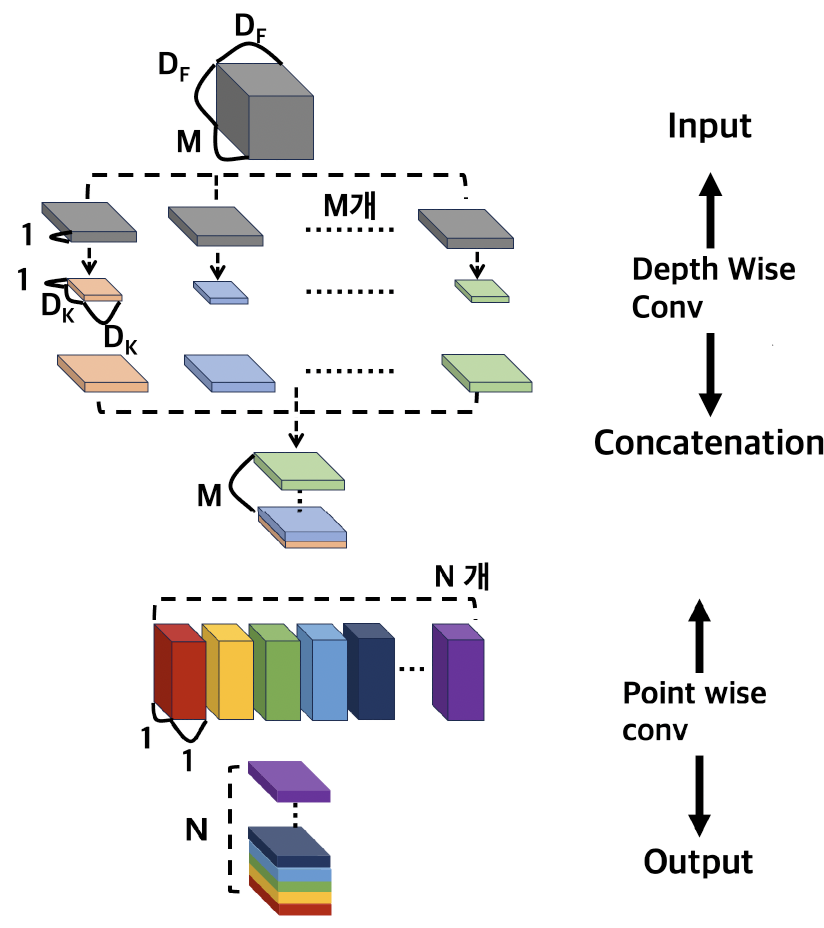 D_F
D_F
M
Input
M개
1
1
D_K
D_K
Depth Wise
Conv
Concatenation
M
N 개
Point wise
conv
1
1
N
Output